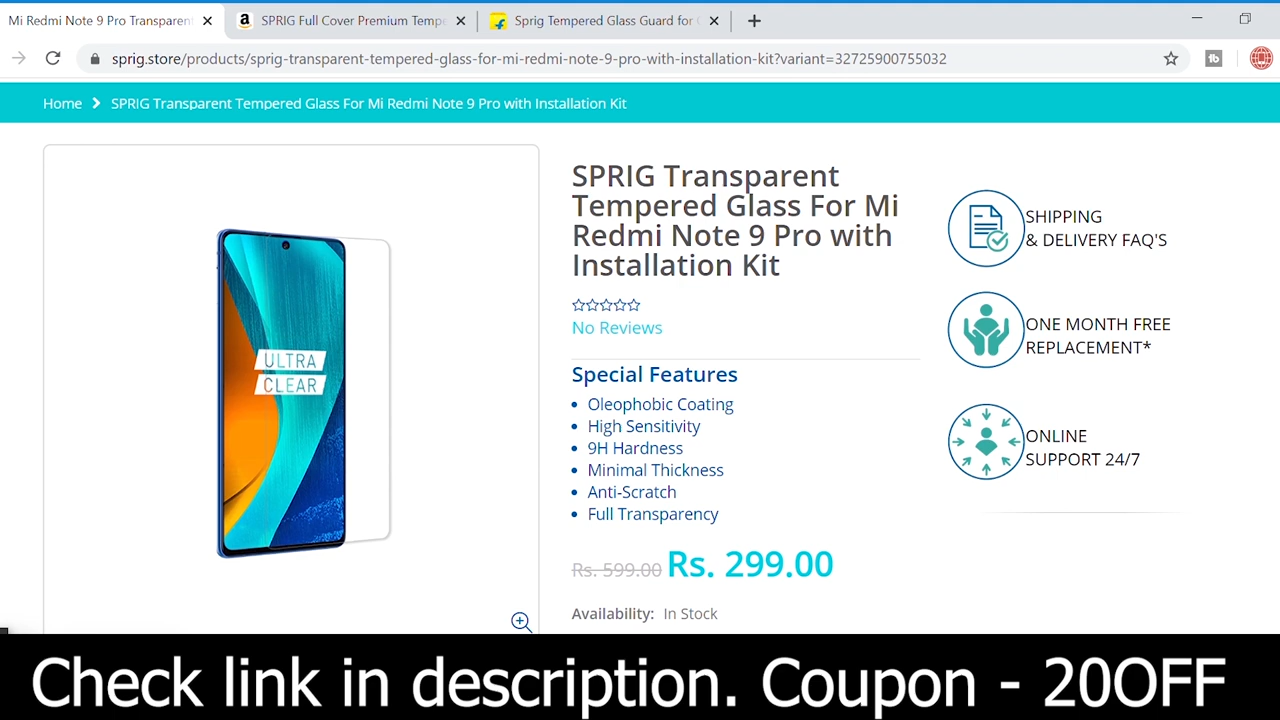 Mi Redmi Note 9 Pro Transparent
SPRIG Full Cover Premium Tempe
Sprig Tempered Glass Guard for
sprig.store/products/sprig-transparent-tempered-glass-for-mi-redmi-note-9-pro-with-installation-kit?variant=32725900755032
Home
SPRIG Transparent Tempered Glass For Mi Redmi Note 9 Pro with Installation Kit
ULTRA
CLEAR
SPRIG Transparent
Tempered Glass For Mi
Redmi Note 9 Pro with
Installation Kit
No Reviews
Special Features
• Oleophobic Coating
• High Sensitivity
• 9H Hardness
• Minimal Thickness
• Anti-Scratch
• Full Transparency
Rs. 599.00 Rs. 299.00
Availability: In Stock
SHIPPING
& DELIVERY FAQ'S
ONE MONTH FREE
REPLACEMENT*
ONLINE
SUPPORT 24/7
Check link in description. Coupon - 20OFF